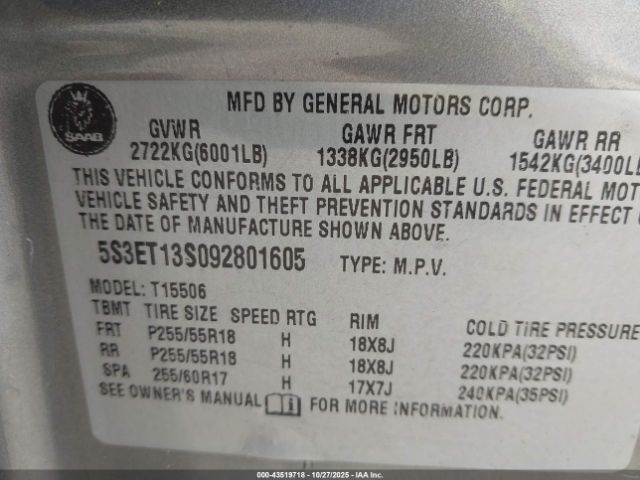 SAAB
MFD BY GENERAL MOTORS CORP.
GVWR GAWR FRT GAWR RR
2722KG(6001LB) 1338KG(2950LB) 1542KG(3400LB
THIS VEHICLE CONFORMS TO ALL APPLICABLE U.S. FEDERAL MOT
VEHICLE SAFETY AND THEFT PREVENTION STANDARDS IN EFFECT
THE DATE OF MANUFACTURE SHOWN ABOVE.
5S3ET13S092801605 TYPE: M.P.V.
MODEL: T15506
TBMT TIRE SIZE SPEED RTG RIM COLD TIRE PRESSURE
FRT P255/55R18 H 18X8J 220KPA(32PSI)
RR P255/55R18 H 18X8J 220KPA(32PSI)
SPA 255/60R17 H 17X7J 240KPA(35PSI)
SEE OWNER'S MANUAL FOR MORE INFORMATION.
000-43519718 - 10/27/2025 - COPYRIGHT IAA, LLC.